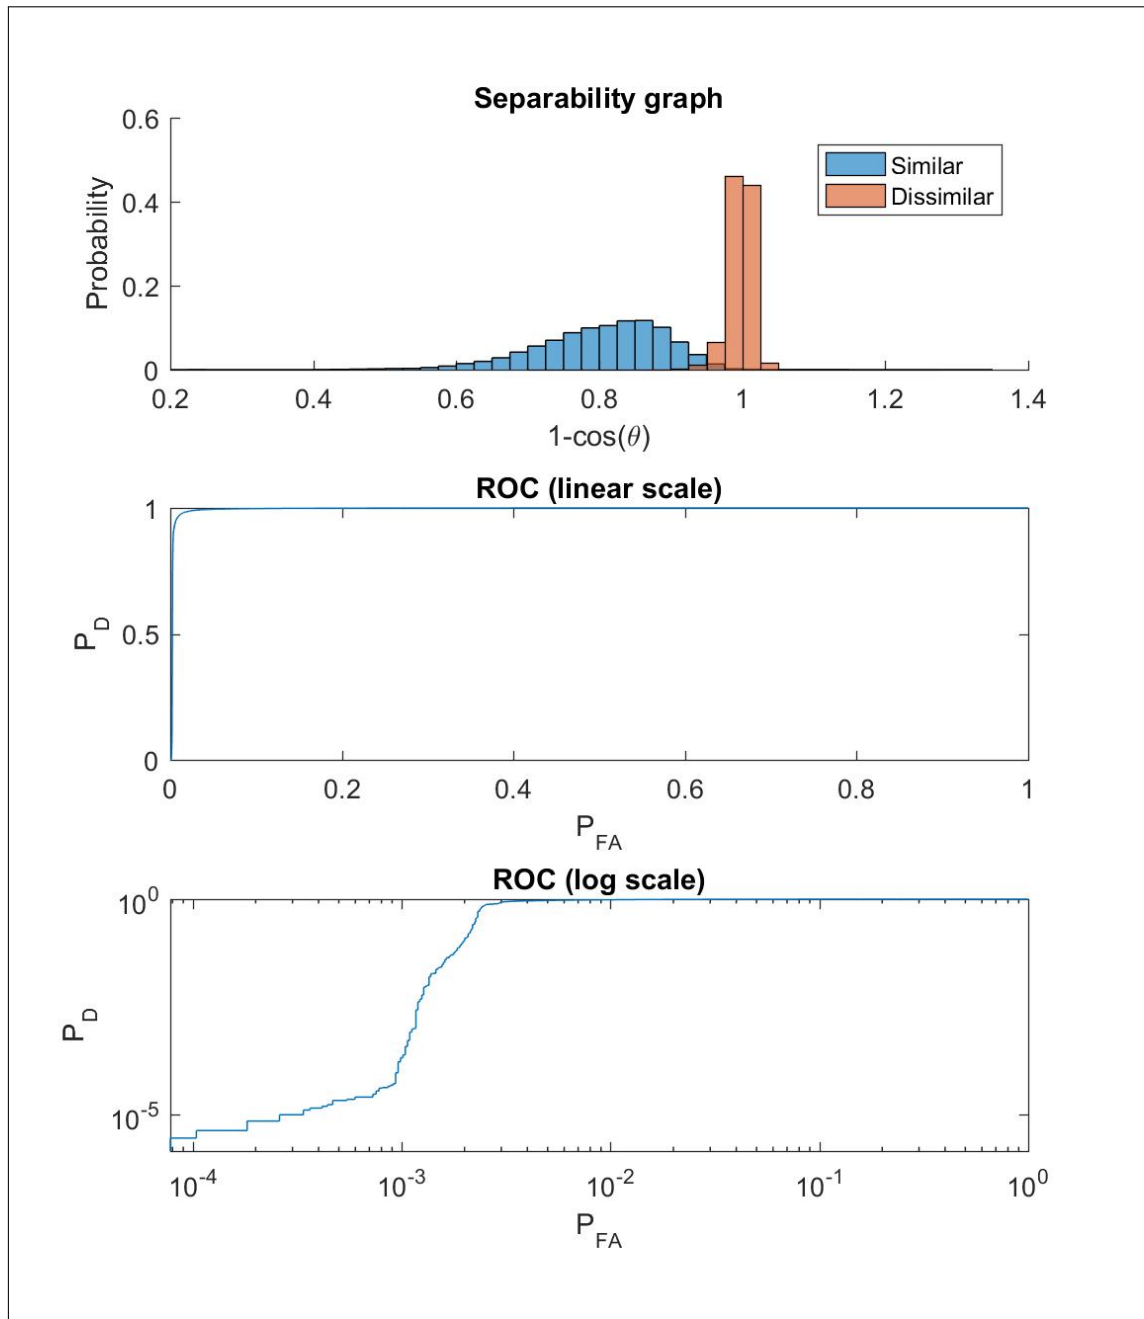 Separability graph
0.6
0.4
0.2
0
Probability
Similar
Dissimilar
0.2 0.4 0.6 0.8 1 1.2 1.4
1-cos(θ)
ROC (linear scale)
1
0.5
0
P_D
0 0.2 0.4 0.6 0.8 1
P_FA
ROC (log scale)
10^0
10^-5
P_D
10^-4 10^-3 10^-2 10^-1 10^0
P_FA